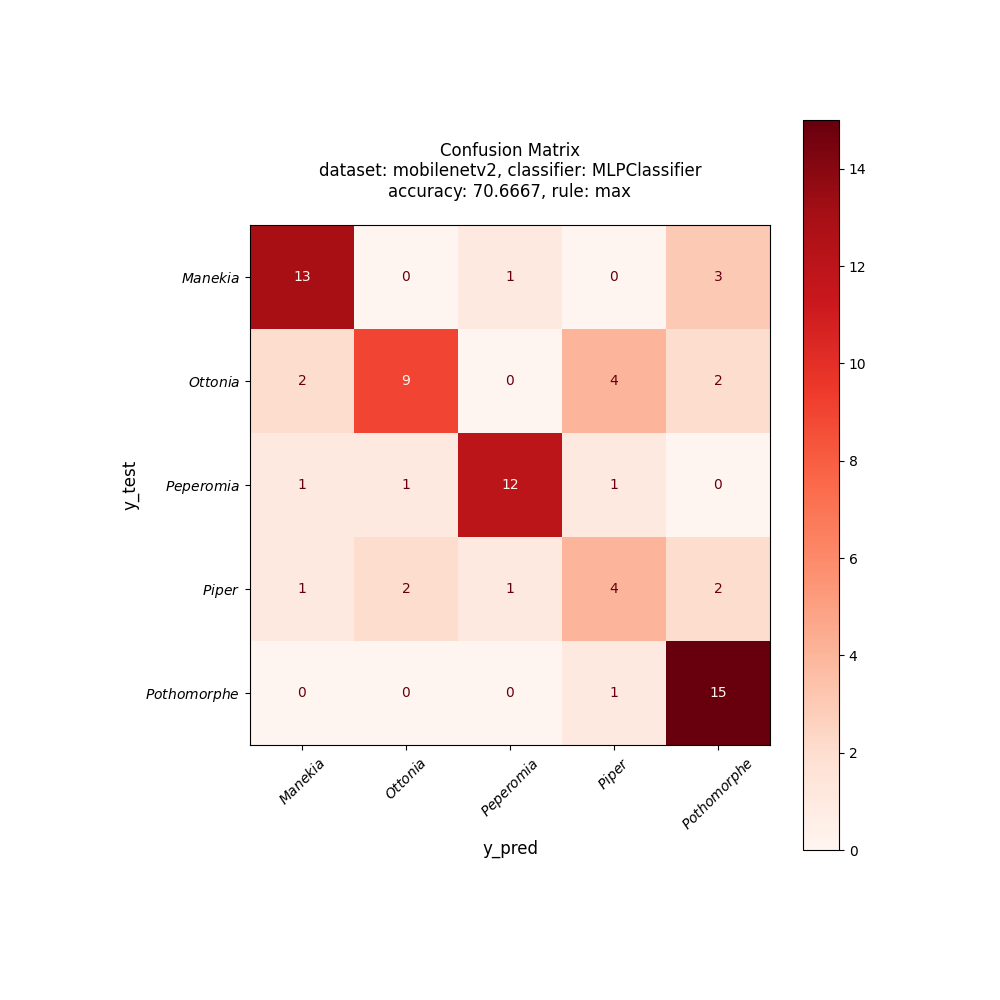 Confusion Matrix
dataset: mobilenetv2, classifier: MLPClassifier
accuracy: 70.6667, rule: max
y_test
Manekia 13 0 1 0 3
Ottonia 2 9 0 4 2
Peperomia 1 1 12 1 0
Piper 1 2 1 4 2
Pothomorphe 0 0 0 1 15
Manekia Ottonia Peperomia Piper Pothomorphe
y_pred
14
12
10
8
6
4
2
0